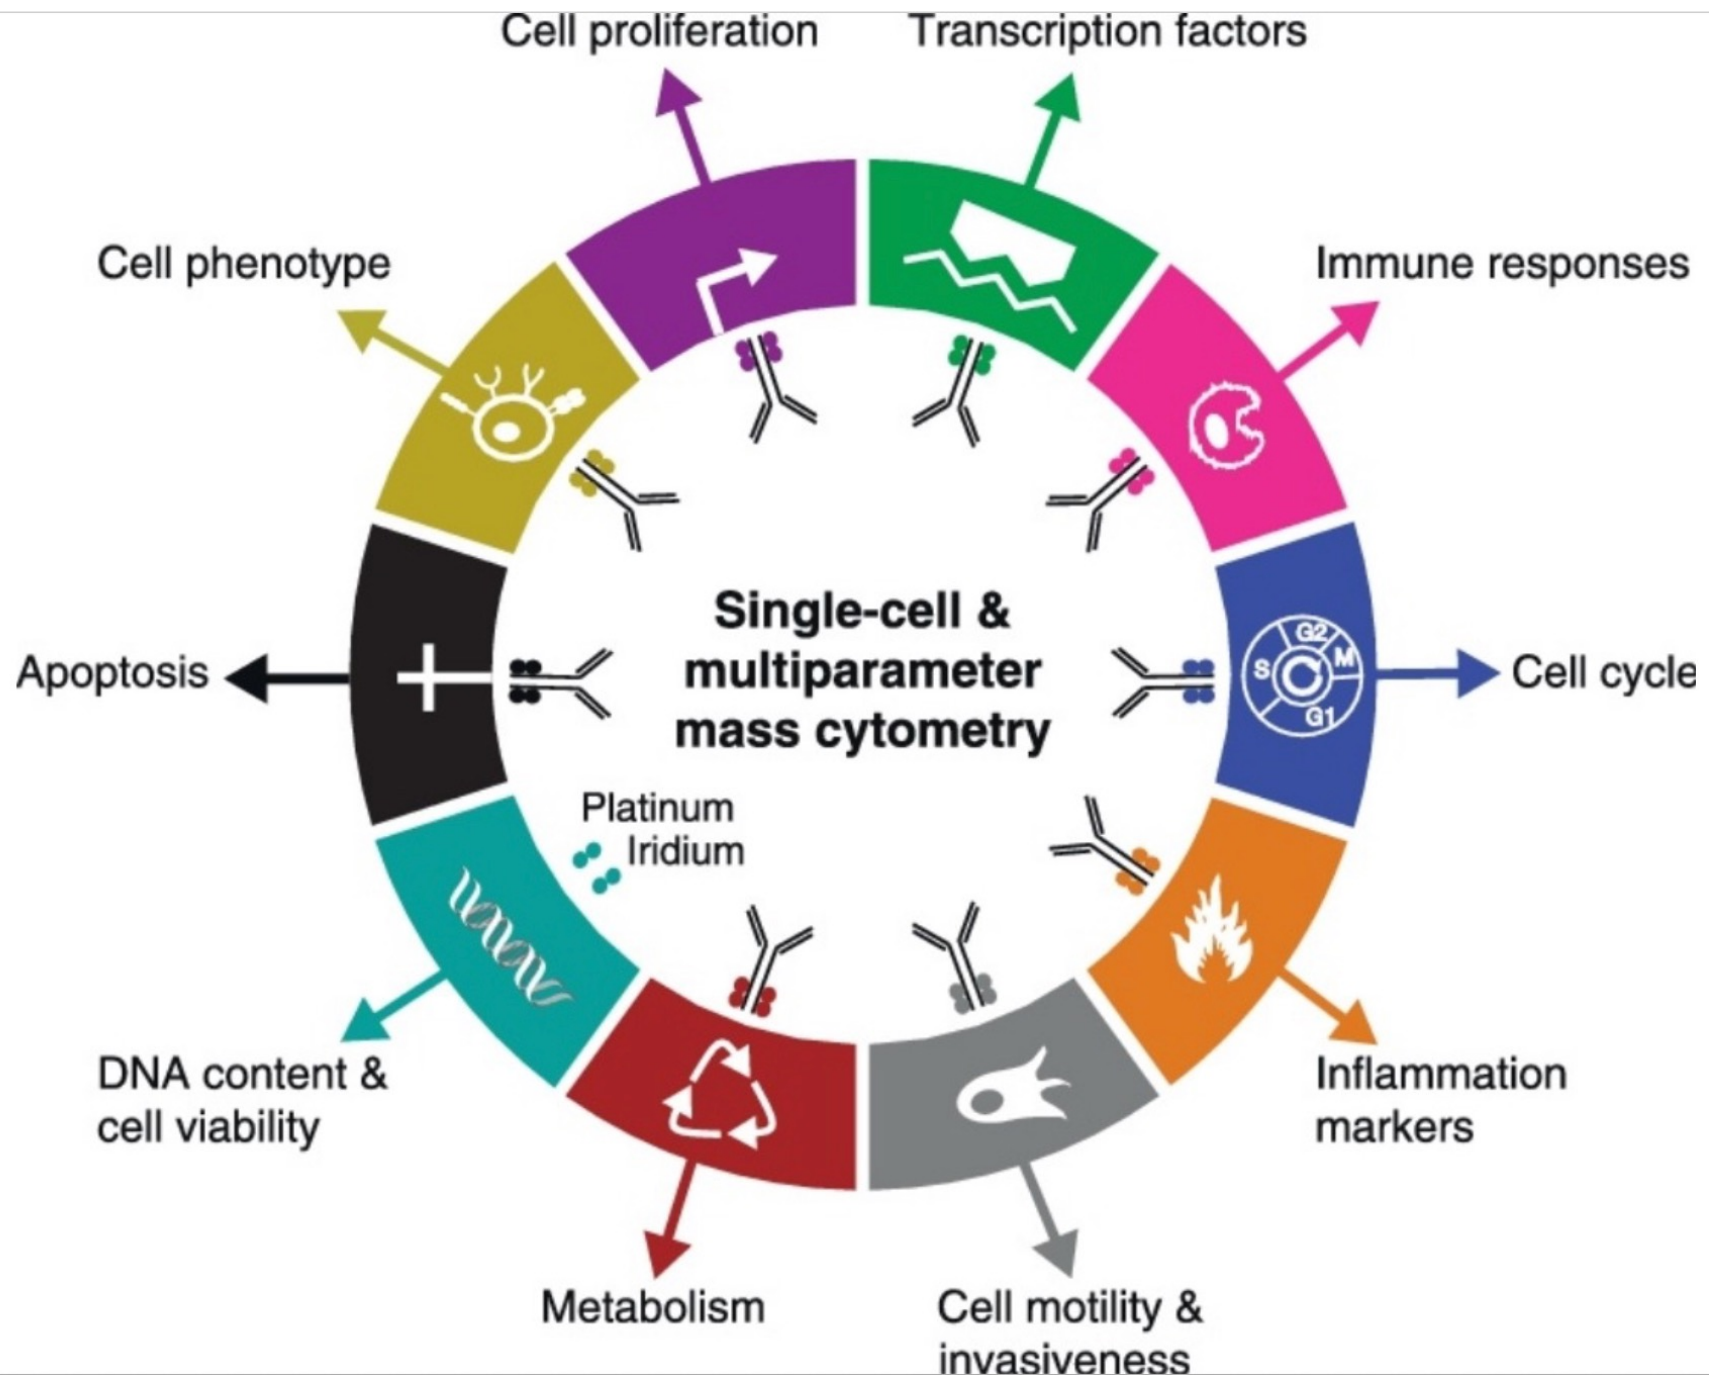 Cell proliferation
Transcription factors
Cell phenotype
Immune responses
Single-cell &
multiparameter
mass cytometry
Apoptosis
G2
M
S
G1
Cell cycle
Platinum
Iridium
DNA content &
cell viability
Inflammation
markers
Metabolism
Cell motility &
invasiveness